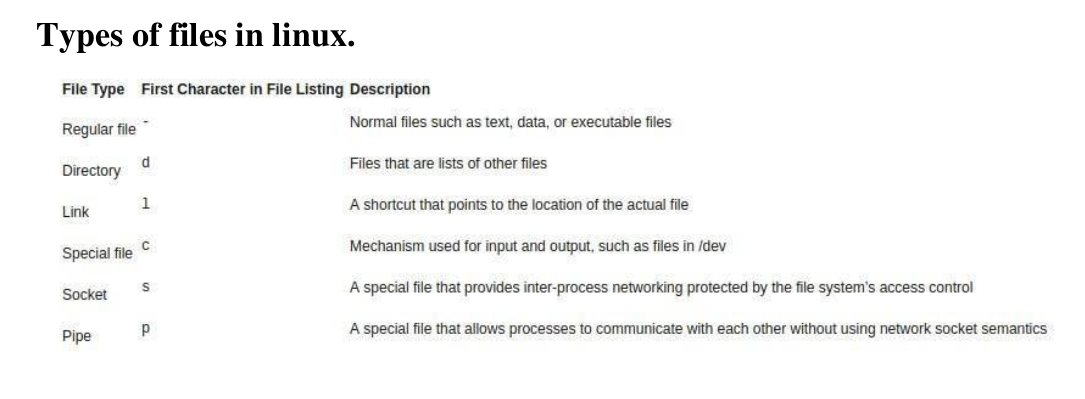 Types of files in linux.
File Type First Character in File Listing Description
Regular file - Normal files such as text, data, or executable files
Directory d Files that are lists of other files
Link l A shortcut that points to the location of the actual file
Special file c Mechanism used for input and output, such as files in /dev
Socket s A special file that provides inter-process networking protected by the file system's access control
Pipe p A special file that allows processes to communicate with each other without using network socket semantics